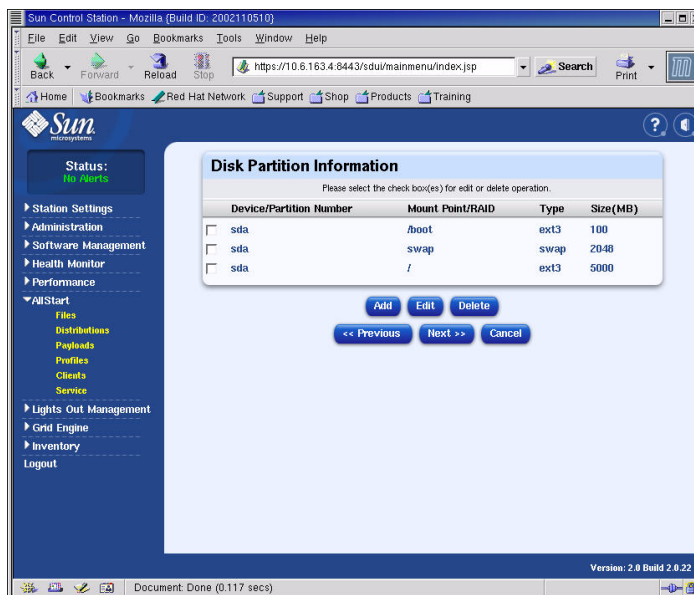 Sun Control Station - Mozilla {Build ID: 2002110510}
File Edit View Go Bookmarks Tools Window Help
Back Forward Reload Stop https://10.6.163.4:8443/sdui/mainmenu/index.jsp Search Print
Home Bookmarks Red Hat Network Support Shop Products Training
Sun
microsystems
?
Status:
No Alerts
Station Settings
Administration
Software Management
Health Monitor
Performance
AllStart
Files
Distributions
Payloads
Profiles
Clients
Service
Lights Out Management
Grid Engine
Inventory
Logout
Disk Partition Information
Please select the check box(es) for edit or delete operation.
Device/Partition Number Mount Point/RAID Type Size(MB)
sda /boot ext3 100
sda swap swap 2048
sda / ext3 5000
Add Edit Delete
<< Previous Next >> Cancel
Version: 2.0 Build 2.0.22
Document: Done (0.117 secs)